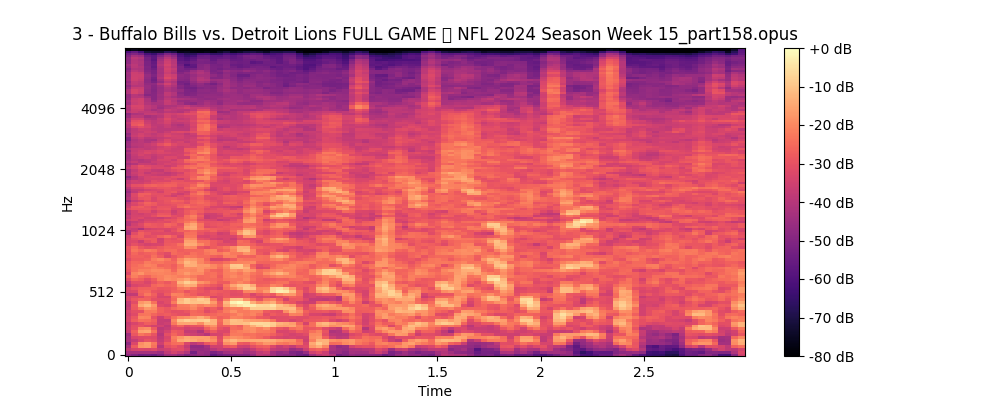 3 - Buffalo Bills vs. Detroit Lions FULL GAME ▯ NFL 2024 Season Week 15_part158.opus
+0 dB
4096
-10 dB
-20 dB
2048
-30 dB
Hz
1024
-40 dB
-50 dB
512
-60 dB
-70 dB
0
-80 dB
0 0.5 1 1.5 2 2.5
Time